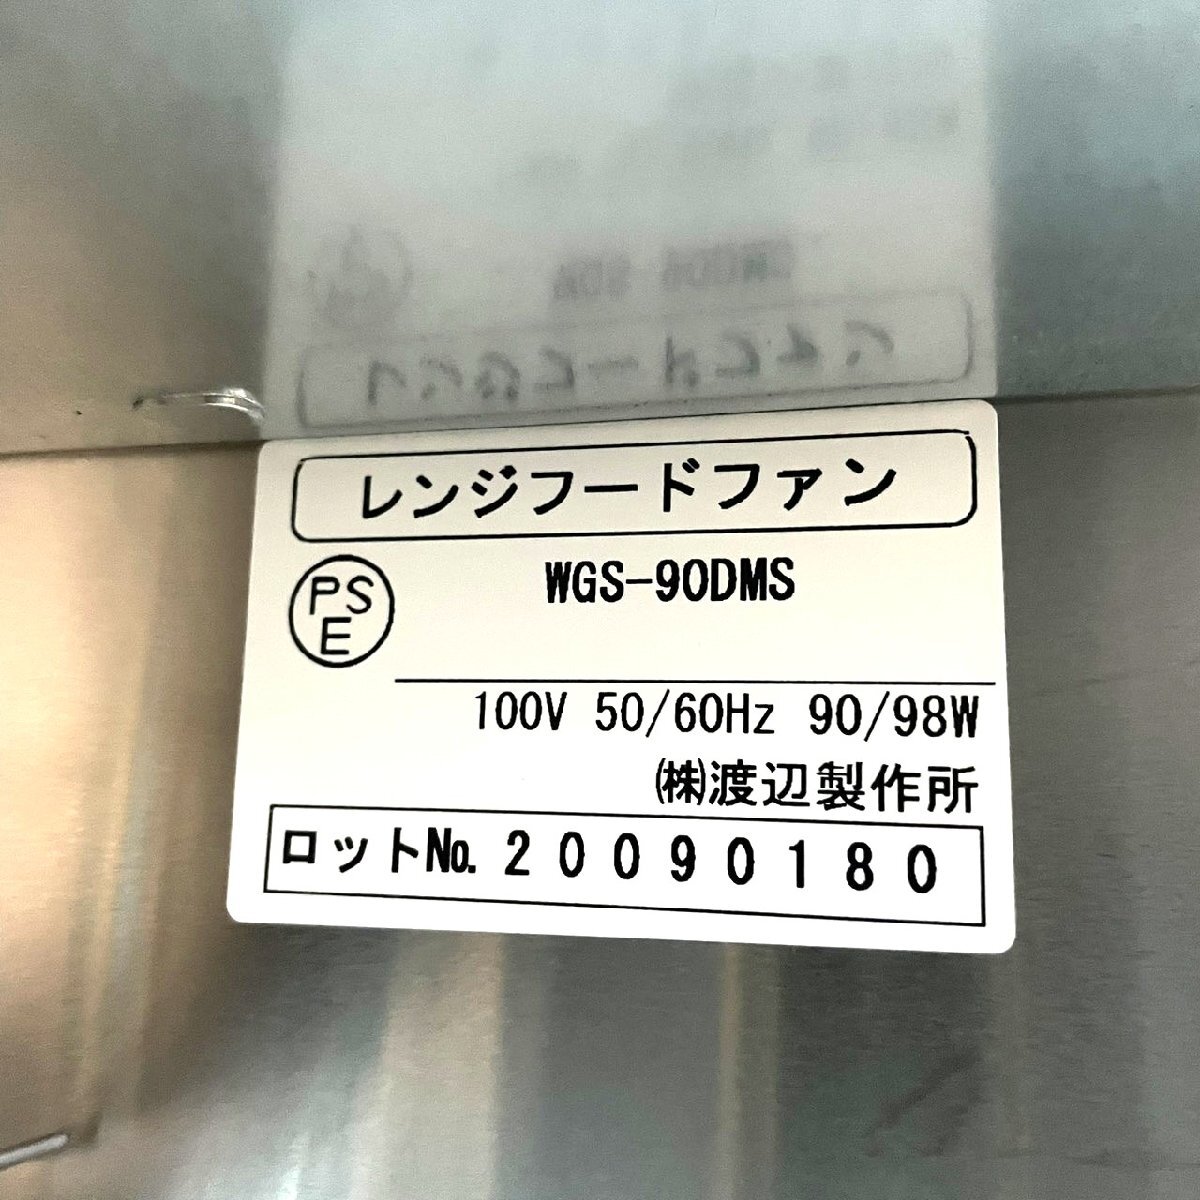 レンジフードファン
PS
E
WGS-90DMS
100V 50/60Hz 90/98W
㈱渡辺製作所
ロット№. 20090180